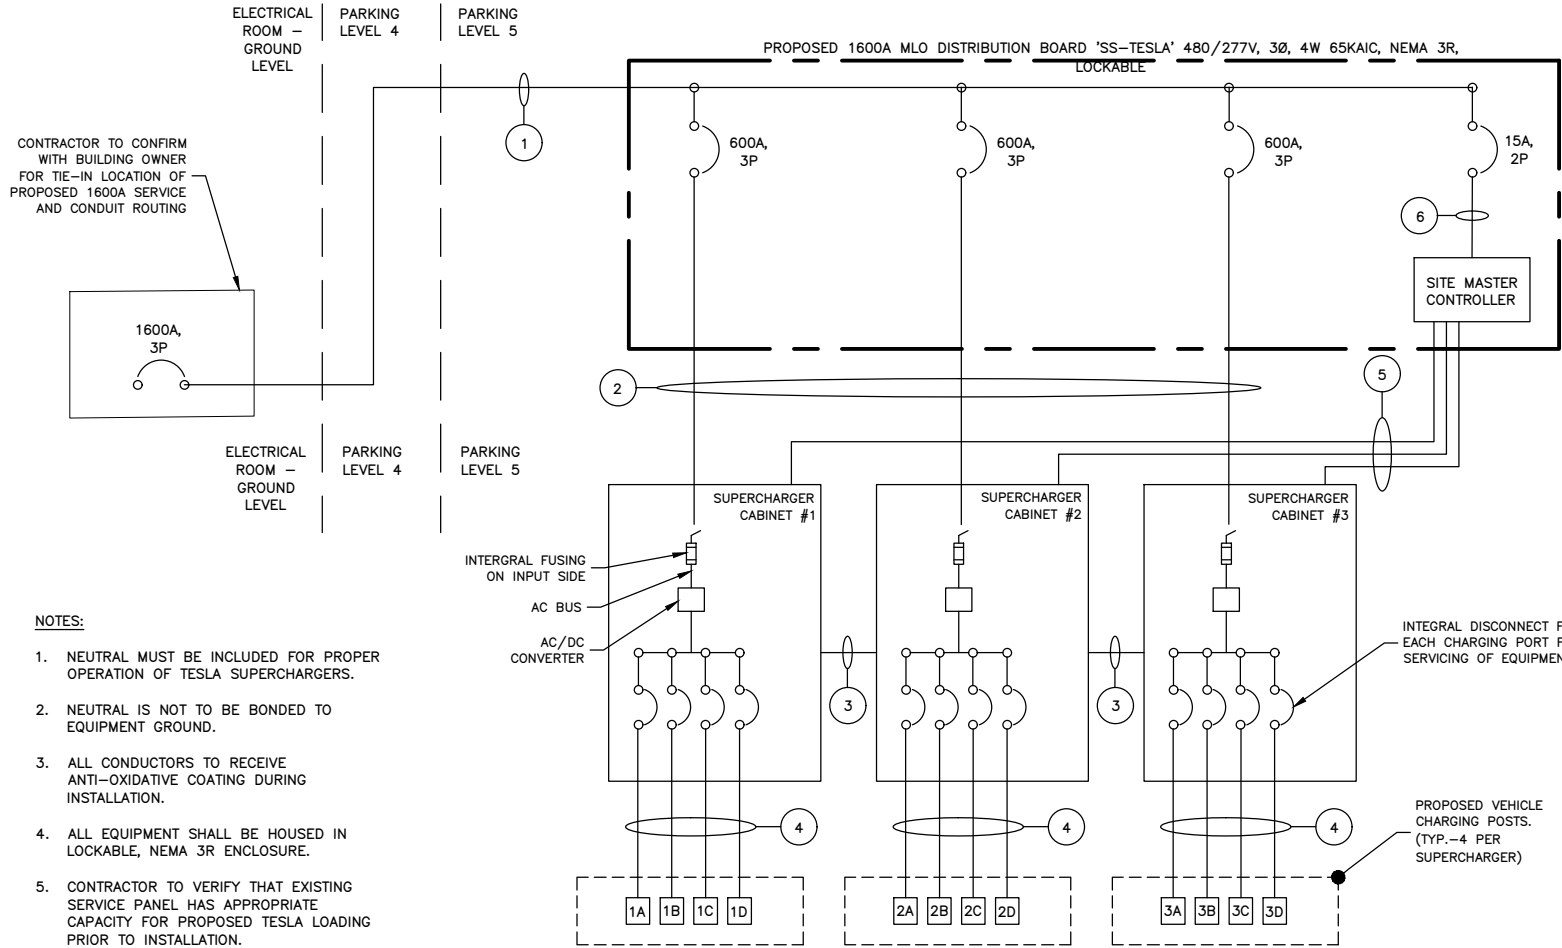 ELECTRICAL
ROOM –
GROUND
LEVEL
PARKING
LEVEL 4
PARKING
LEVEL 5
PROPOSED 1600A MLO DISTRIBUTION BOARD 'SS–TESLA' 480/277V, 3Ø, 4W 65KAIC, NEMA 3R,
LOCKABLE
CONTRACTOR TO CONFIRM
WITH BUILDING OWNER
FOR TIE–IN LOCATION OF
PROPOSED 1600A SERVICE
AND CONDUIT ROUTING
1
600A,
3P
600A,
3P
600A,
3P
15A,
2P
6
SITE MASTER
CONTROLLER
1600A,
3P
2
5
ELECTRICAL
ROOM –
GROUND
LEVEL
PARKING
LEVEL 4
PARKING
LEVEL 5
SUPERCHARGER
CABINET #1
SUPERCHARGER
CABINET #2
SUPERCHARGER
CABINET #3
INTERGRAL FUSING
ON INPUT SIDE
AC BUS
AC/DC
CONVERTER
3
3
INTEGRAL DISCONNECT F
EACH CHARGING PORT F
SERVICING OF EQUIPMEN
NOTES:
1. NEUTRAL MUST BE INCLUDED FOR PROPER
OPERATION OF TESLA SUPERCHARGERS.
2. NEUTRAL IS NOT TO BE BONDED TO
EQUIPMENT GROUND.
3. ALL CONDUCTORS TO RECEIVE
ANTI–OXIDATIVE COATING DURING
INSTALLATION.
4. ALL EQUIPMENT SHALL BE HOUSED IN
LOCKABLE, NEMA 3R ENCLOSURE.
5. CONTRACTOR TO VERIFY THAT EXISTING
SERVICE PANEL HAS APPROPRIATE
CAPACITY FOR PROPOSED TESLA LOADING
PRIOR TO INSTALLATION.
4
4
4
PROPOSED VEHICLE
CHARGING POSTS.
(TYP.–4 PER
SUPERCHARGER)
1A 1B 1C 1D
2A 2B 2C 2D
3A 3B 3C 3D